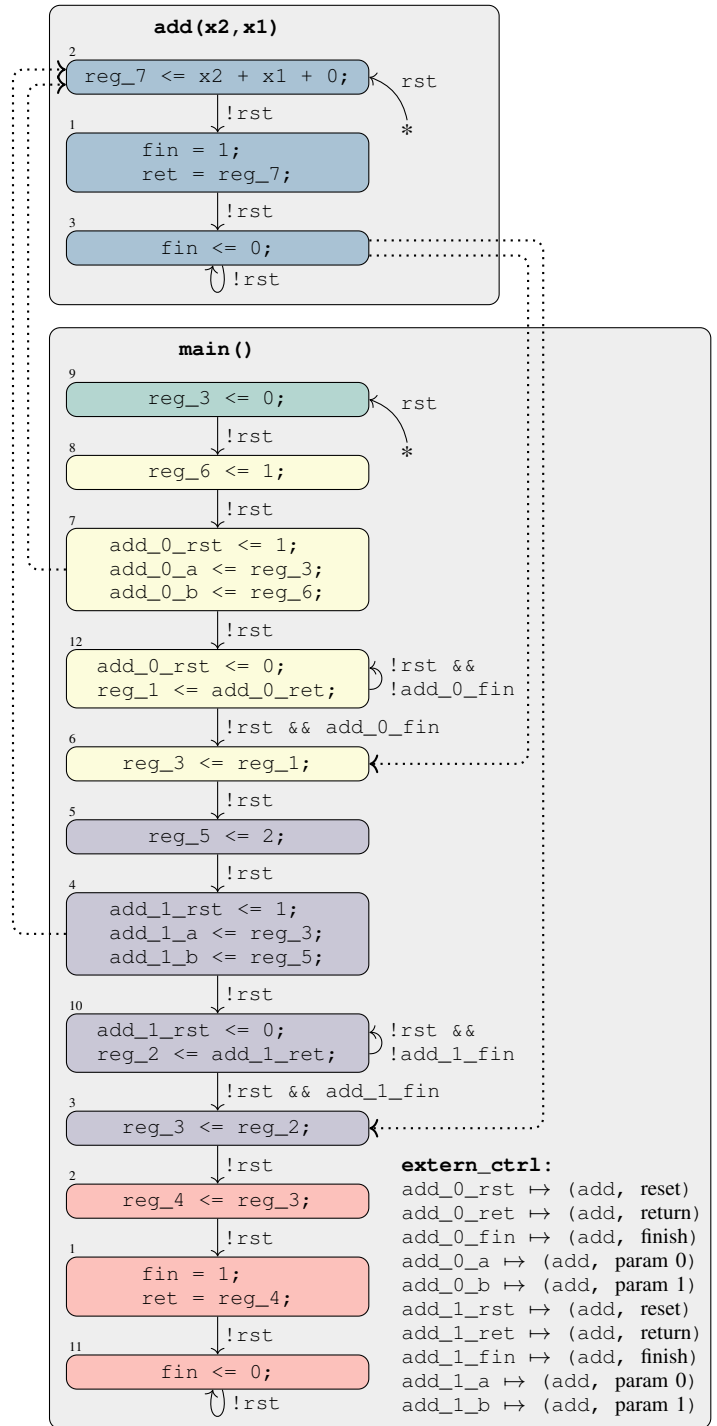 add(x2,x1)
2
reg_7 <= x2 + x1 + 0;
rst
*
!rst
1
fin = 1;
ret = reg_7;
!rst
3
fin <= 0;
!rst
main()
9
reg_3 <= 0;
rst
*
!rst
8
reg_6 <= 1;
!rst
7
add_0_rst <= 1;
add_0_a <= reg_3;
add_0_b <= reg_6;
!rst
12
add_0_rst <= 0;
reg_1 <= add_0_ret;
!rst &&
!add_0_fin
!rst && add_0_fin
6
reg_3 <= reg_1;
!rst
5
reg_5 <= 2;
!rst
4
add_1_rst <= 1;
add_1_a <= reg_3;
add_1_b <= reg_5;
!rst
10
add_1_rst <= 0;
reg_2 <= add_1_ret;
!rst &&
!add_1_fin
!rst && add_1_fin
3
reg_3 <= reg_2;
!rst
2
reg_4 <= reg_3;
!rst
1
fin = 1;
ret = reg_4;
!rst
11
fin <= 0;
!rst
extern_ctrl:
add_0_rst ↦ (add, reset)
add_0_ret ↦ (add, return)
add_0_fin ↦ (add, finish)
add_0_a ↦ (add, param 0)
add_0_b ↦ (add, param 1)
add_1_rst ↦ (add, reset)
add_1_ret ↦ (add, return)
add_1_fin ↦ (add, finish)
add_1_a ↦ (add, param 0)
add_1_b ↦ (add, param 1)